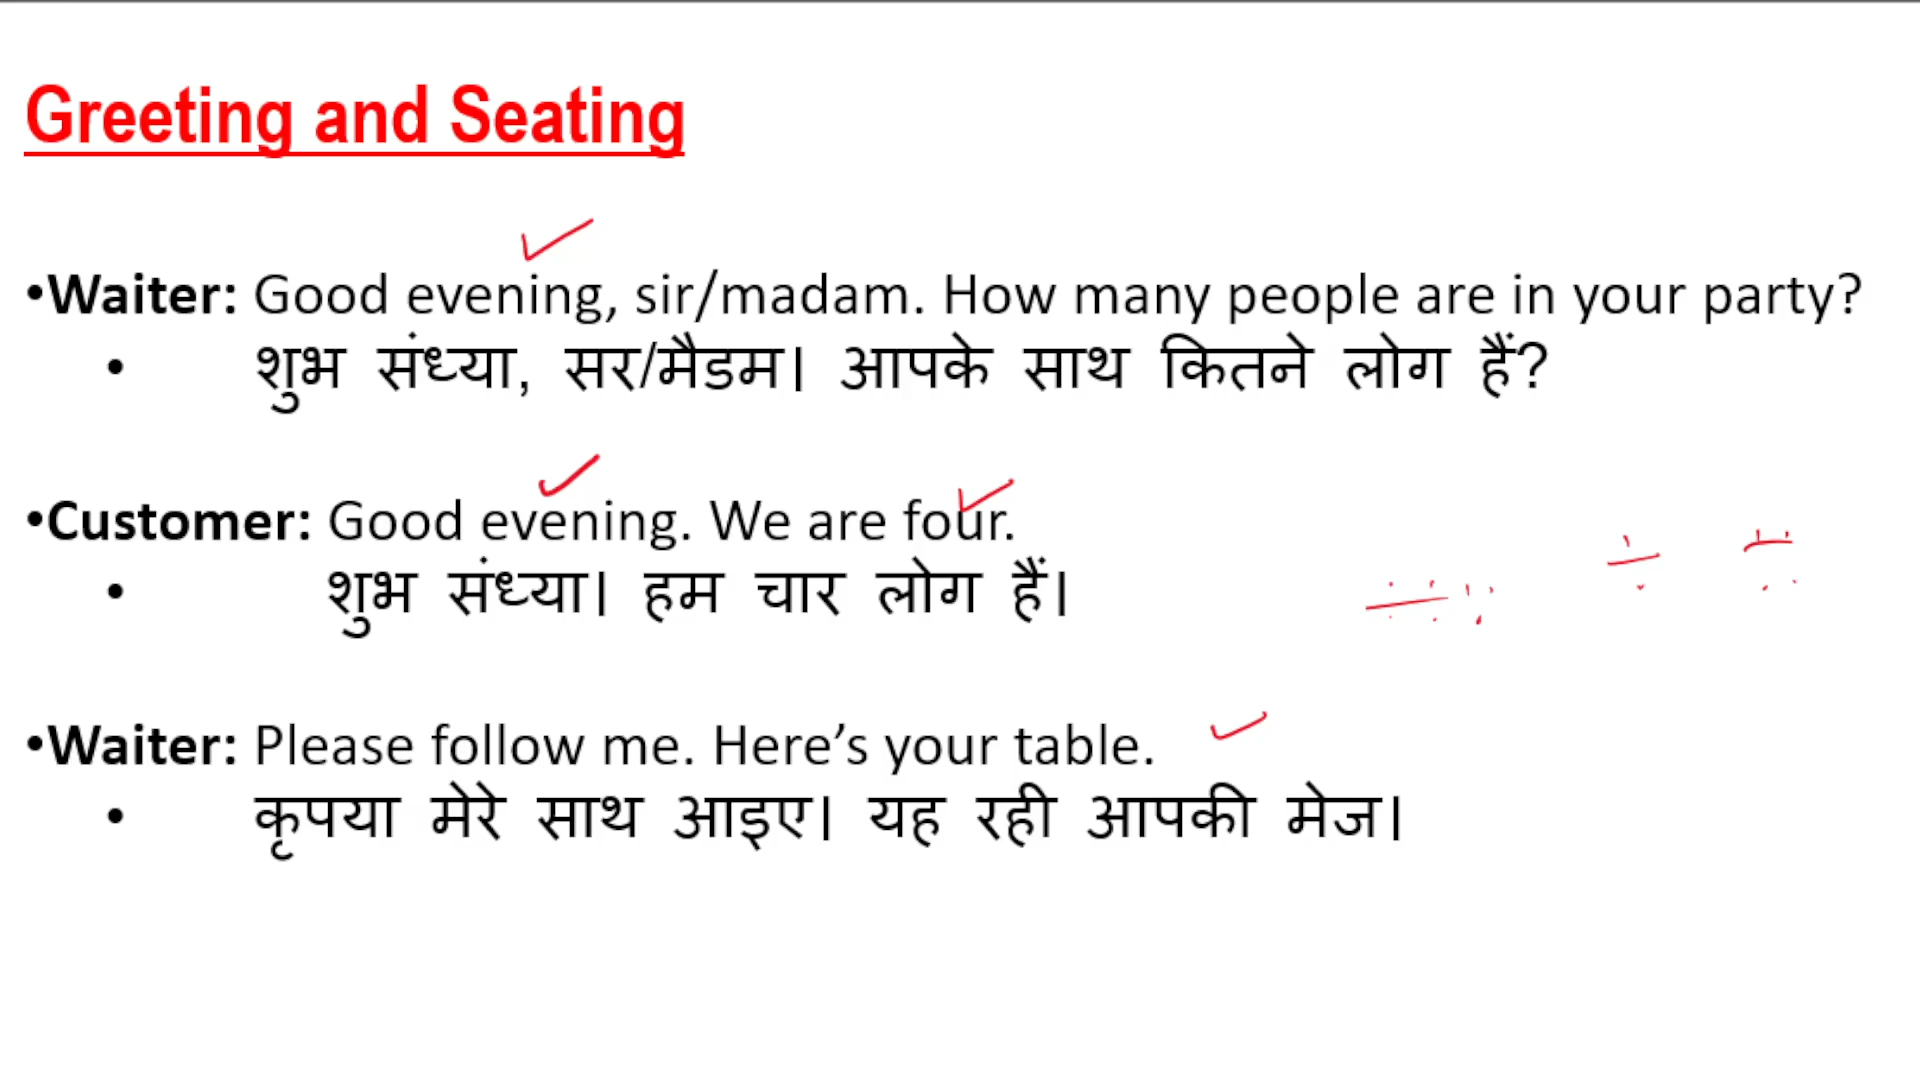 Greeting and Seating
•Waiter: Good evening, sir/madam. How many people are in your party?
• शुभ संध्या, सर/मैडम। आपके साथ कितने लोग हैं?
•Customer: Good evening. We are four.
• शुभ संध्या। हम चार लोग हैं।
•Waiter: Please follow me. Here’s your table.
• कृपया मेरे साथ आइए। यह रही आपकी मेज।